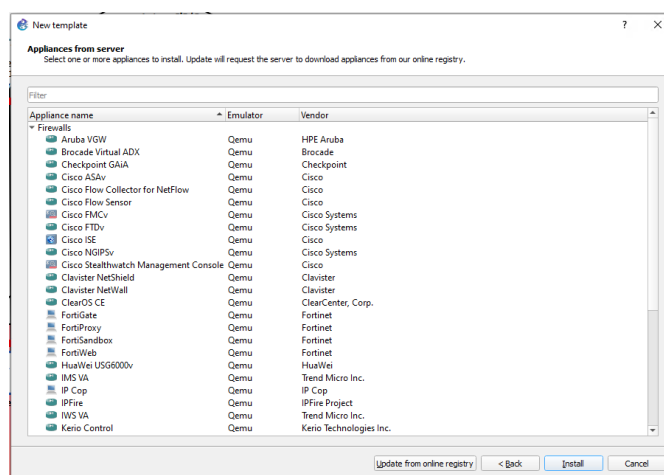 New template
Appliances from server
Select one or more appliances to install. Update will request the server to download appliances from our online registry.
Filter
Appliance name Emulator Vendor
Firewalls
Aruba VGW Qemu HPE Aruba
Brocade Virtual ADX Qemu Brocade
Checkpoint GAiA Qemu Checkpoint
Cisco ASAv Qemu Cisco
Cisco Flow Collector for NetFlow Qemu Cisco
Cisco Flow Sensor Qemu Cisco
Cisco FMCv Qemu Cisco Systems
Cisco FTDv Qemu Cisco Systems
Cisco ISE Qemu Cisco
Cisco NGIPSv Qemu Cisco Systems
Cisco Stealthwatch Management Console Qemu Cisco
Clavister NetShield Qemu Clavister
Clavister NetWall Qemu Clavister
ClearOS CE Qemu ClearCenter, Corp.
FortiGate Qemu Fortinet
FortiProxy Qemu Fortinet
FortiSandbox Qemu Fortinet
FortiWeb Qemu Fortinet
HuaWei USG6000v Qemu HuaWei
IMS VA Qemu Trend Micro Inc.
IP Cop Qemu IP Cop
IPFire Qemu IPFire Project
IWS VA Qemu Trend Micro Inc.
Kerio Control Qemu Kerio Technologies Inc.
Update from online registry < Back Install Cancel